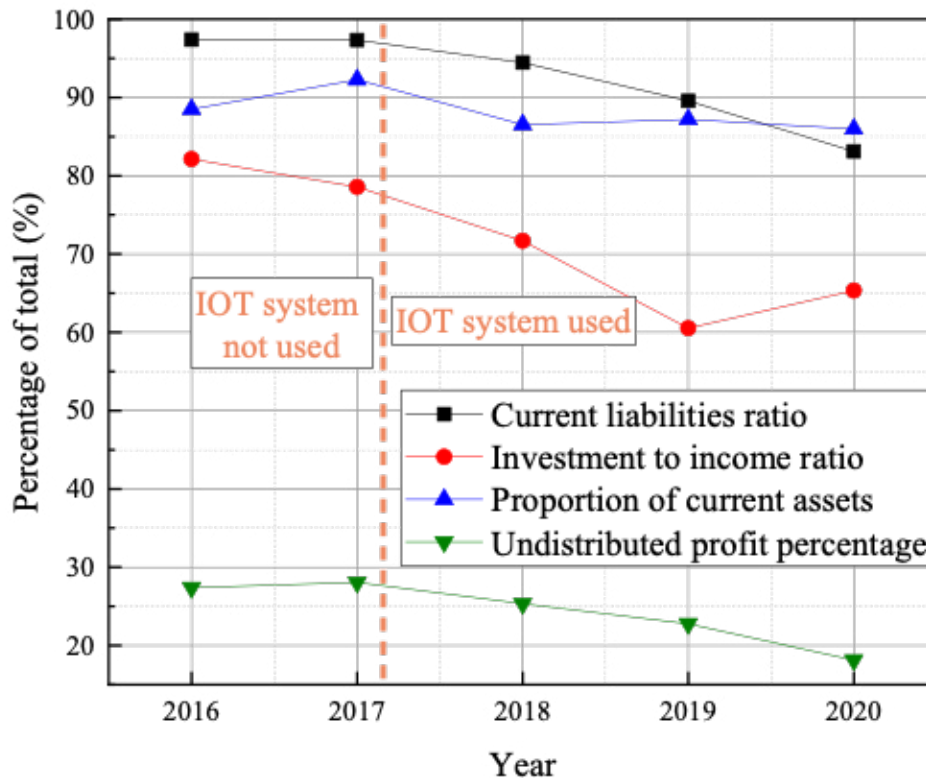 100
90
80
70
60
50
40
30
20
Percentage of total (%)
IOT system
not used
IOT system used
Current liabilities ratio
Investment to income ratio
Proportion of current assets
Undistributed profit percentage
2016
2017
2018
2019
2020
Year